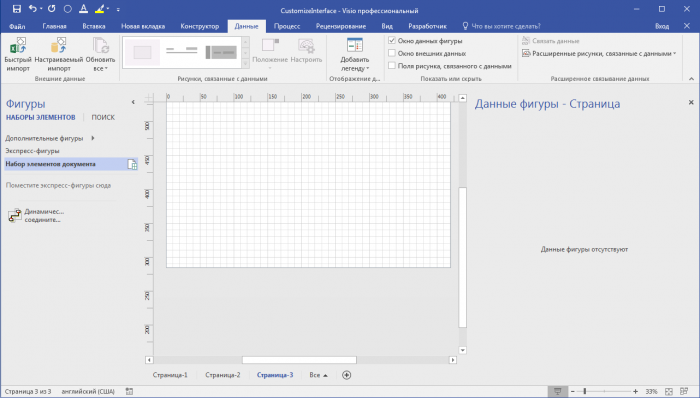 CustomizeInterface - Visio профессиональный
Файл Главная Вставка Новая вкладка Конструктор Данные Процесс Рецензирование Вид Разработчик Что вы хотите сделать? Вход
Быстрый импорт
Настраиваемый импорт
Обновить все
Внешние данные
Положение
Настроить
Рисунки, связанные с данными
Добавить легенду
Отображение д...
Окно данных фигуры
Окно внешних данных
Поля рисунка, связанного с данными
Показать или скрыть
Связать данные
Расширенные рисунки, связанные с данными
Расширенное связывание данных
Фигуры
НАБОРЫ ЭЛЕМЕНТОВ ПОИСК
Дополнительные фигуры
Экспресс-фигуры
Набор элементов документа
Поместите экспресс-фигуры сюда
Динамичес...
соедините...
0 50 100 150 200 250 300 350 400
500
450
400
350
300
250
200
Данные фигуры - Страница
Данные фигуры отсутствуют
Страница-1 Страница-2 Страница-3 Все
Страница 3 из 3 английский (США) 33%